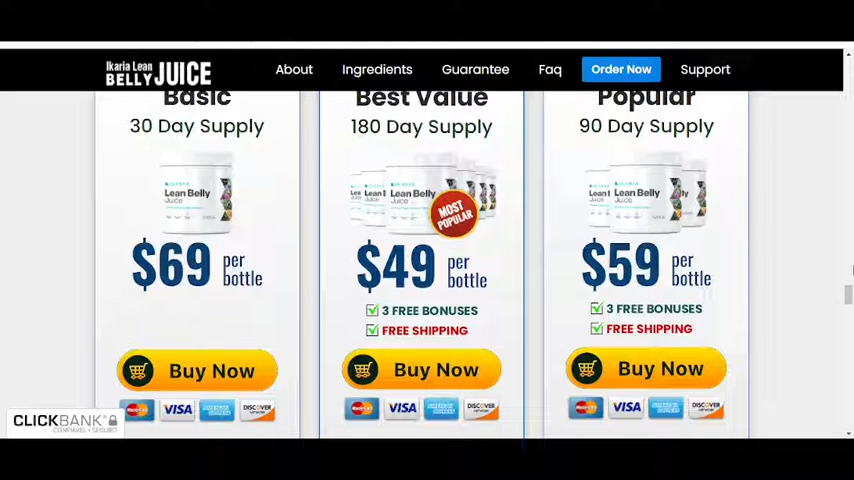 Ikaria Lean
BELLY JUICE
About
Ingredients
Guarantee
Faq
Order Now
Support
Basic
30 Day Supply
Lean Belly
Juice
$69 per
bottle
Buy Now
VISA
DISCOVER
Best Value
180 Day Supply
Lean Belly
Juice
MOST
POPULAR
$49 per
bottle
3 FREE BONUSES
FREE SHIPPING
Buy Now
VISA
DISCOVER
Popular
90 Day Supply
Lean Belly
Juice
$59 per
bottle
3 FREE BONUSES
FREE SHIPPING
Buy Now
VISA
DISCOVER
CLICKBANK®
CONFIÁVEL • SEGURO